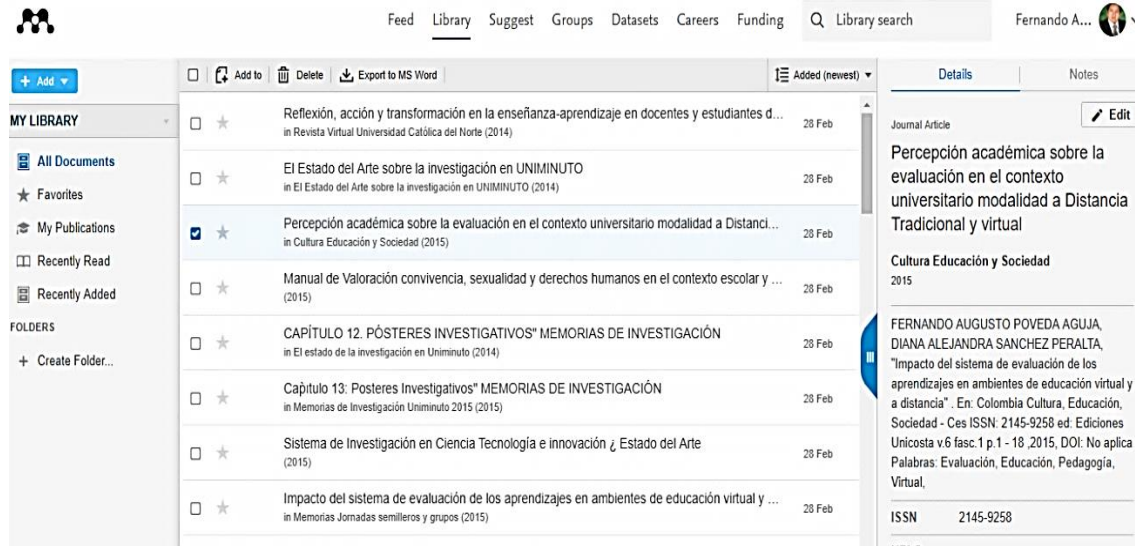 Feed Library Suggest Groups Datasets Careers Funding Library search Fernando A...
+ Add
Add to Delete Export to MS Word Added (newest)
Details Notes
MY LIBRARY
All Documents
Favorites
My Publications
Recently Read
Recently Added
FOLDERS
+ Create Folder...
Reflexión, acción y transformación en la enseñanza-aprendizaje en docentes y estudiantes d...
in Revista Virtual Universidad Católica del Norte (2014)
28 Feb
El Estado del Arte sobre la investigación en UNIMINUTO
in El Estado del Arte sobre la investigación en UNIMINUTO (2014)
28 Feb
Percepción académica sobre la evaluación en el contexto universitario modalidad a Distanci...
in Cultura Educación y Sociedad (2015)
28 Feb
Manual de Valoración convivencia, sexualidad y derechos humanos en el contexto escolar y ...
(2015)
28 Feb
CAPÍTULO 12. PÓSTERES INVESTIGATIVOS" MEMORIAS DE INVESTIGACIÓN
in El estado de la investigación en Uniminuto (2014)
28 Feb
Capìtulo 13: Posteres Investigativos" MEMORIAS DE INVESTIGACIÓN
in Memorias de Investigación Uniminuto 2015 (2015)
28 Feb
Sistema de Investigación en Ciencia Tecnología e innovación ¿ Estado del Arte
(2015)
28 Feb
Impacto del sistema de evaluación de los aprendizajes en ambientes de educación virtual y ...
in Memorias Jornadas semilleros y grupos (2015)
28 Feb
Edit
Journal Article
Percepción académica sobre la
evaluación en el contexto
universitario modalidad a Distancia
Tradicional y virtual
Cultura Educación y Sociedad
2015
FERNANDO AUGUSTO POVEDA AGUJA,
DIANA ALEJANDRA SANCHEZ PERALTA,
"Impacto del sistema de evaluación de los
aprendizajes en ambientes de educación virtual y
a distancia" . En: Colombia Cultura, Educación,
Sociedad - Ces ISSN: 2145-9258 ed: Ediciones
Unicosta v.6 fasc.1 p.1 - 18 ,2015, DOI: No aplica
Palabras: Evaluación, Educación, Pedagogía,
Virtual,
ISSN 2145-9258